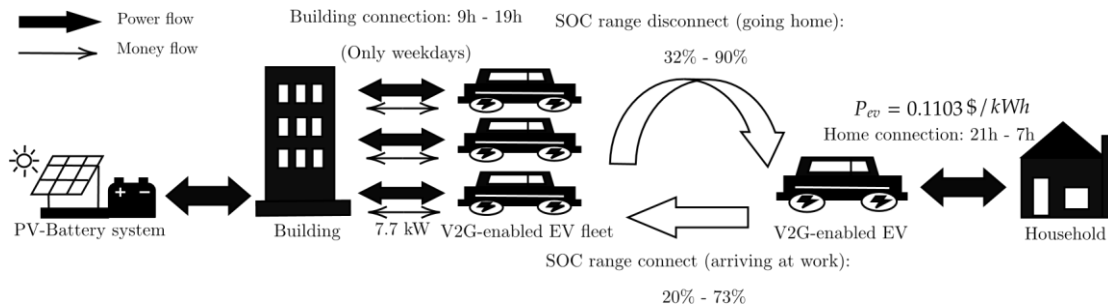 Power flow
Money flow
Building connection: 9h - 19h
(Only weekdays)
SOC range disconnect (going home):
32% - 90%
P_ev = 0.1103 $/kWh
Home connection: 21h - 7h
+ −
7.7 kW
PV-Battery system
Building
V2G-enabled EV fleet
V2G-enabled EV
Household
SOC range connect (arriving at work):
20% - 73%